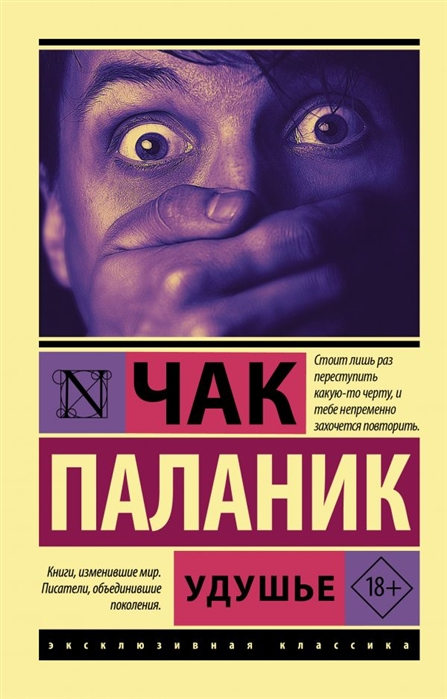 N
ЧАК
Стоит лишь раз
переступить
какую-то черту, и
тебе непременно
захочется повторить.
ПАЛАНИК
Книги, изменившие мир.
Писатели, объединившие
поколения.
УДУШЬЕ
18+
эксклюзивная классика